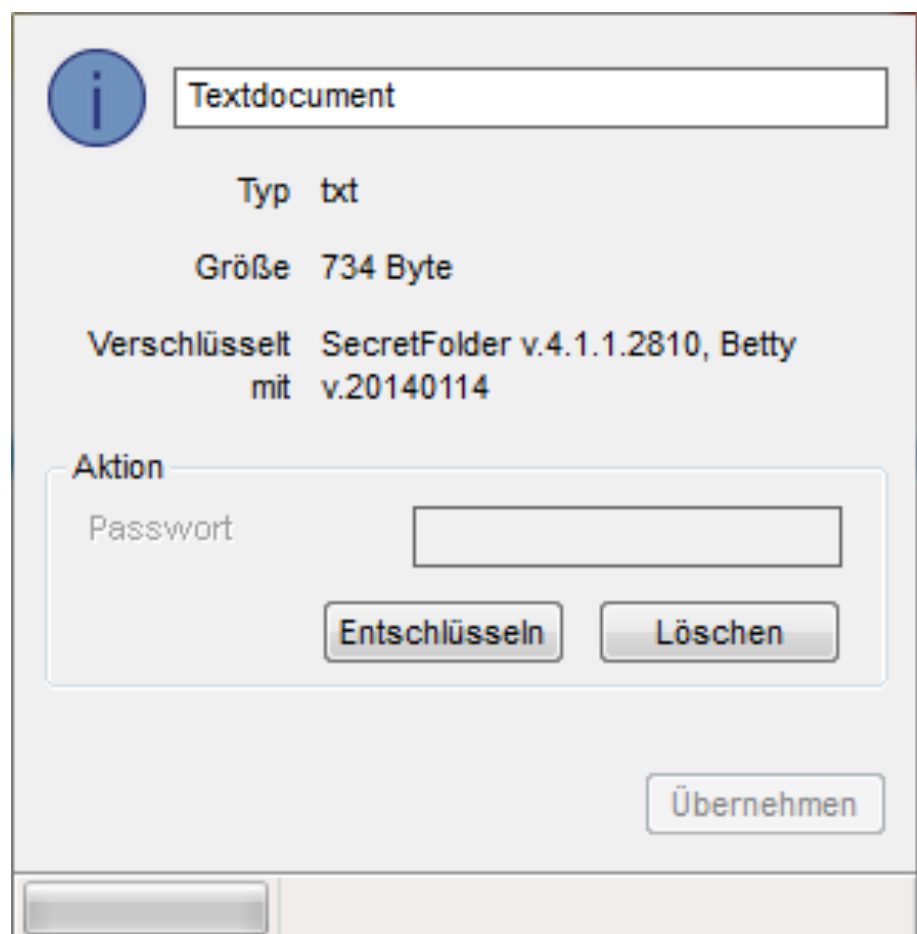 i
Textdocument
Typ txt
Größe 734 Byte
Verschlüsselt SecretFolder v.4.1.1.2810, Betty
mit v.20140114
Aktion
Passwort
Entschlüsseln Löschen
Übernehmen